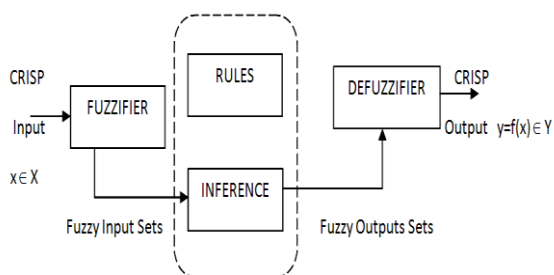 CRISP
Input
x ∈ X
FUZZIFIER
RULES
INFERENCE
DEFUZZIFIER
CRISP
Output y=f(x) ∈ Y
Fuzzy Input Sets
Fuzzy Outputs Sets